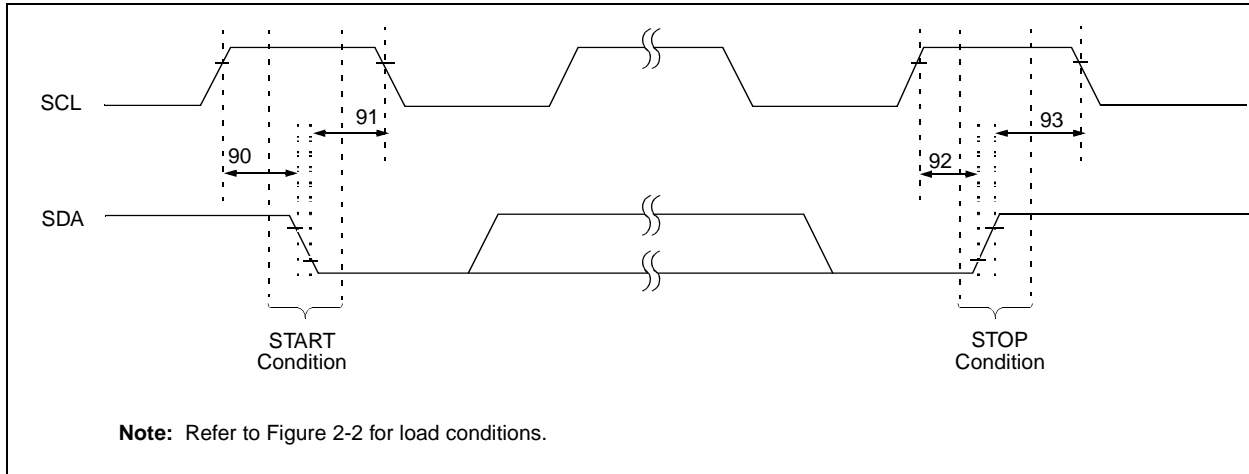 SCL
91
93
90
92
SDA
START
Condition
STOP
Condition
Note: Refer to Figure 2-2 for load conditions.